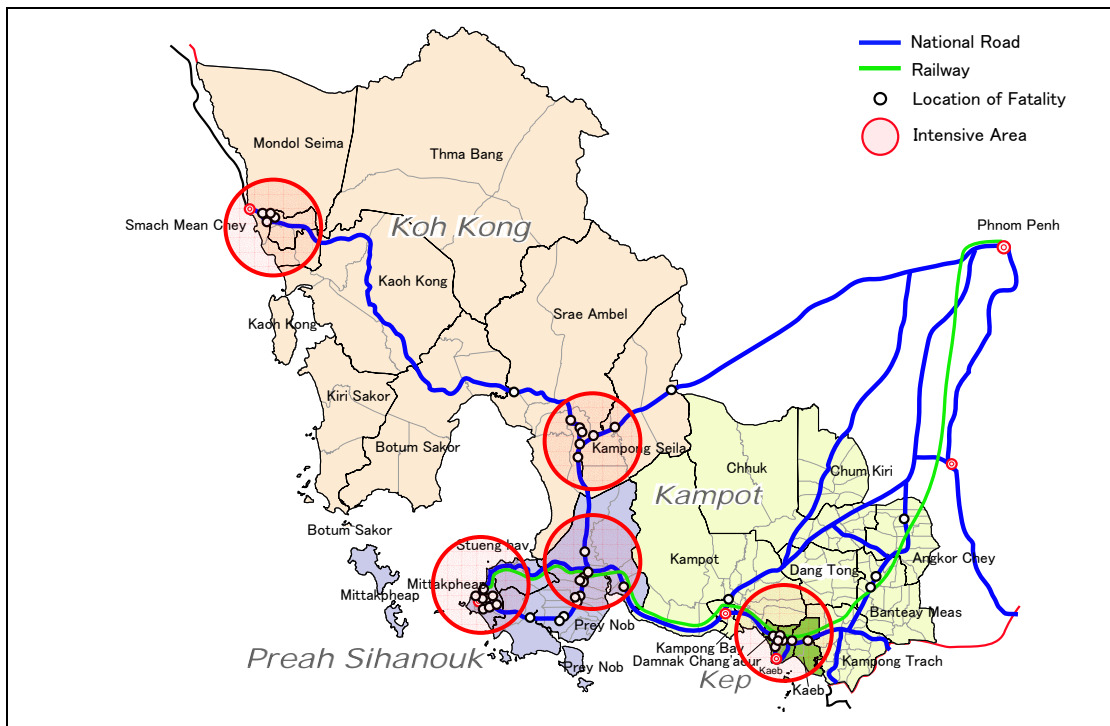 National Road
Railway
Location of Fatality
Intensive Area
Mondol Seima
Thma Bang
Smach Mean Chey
Koh Kong
Phnom Penh
Kaoh Kong
Srae Ambel
Kaoh Kong
Kiri Sakor
Botum Sakor
Kampong Seila
Chhuk
Chum Kiri
Kampot
Botum Sakor
Stueng hav
Kampot
Dang Tong
Angkor Chey
Mittakpheap
Mittakpheap
Banteay Meas
Prey Nob
Kampong Bay
Damnak Chang'aeur
Kampong Trach
Preah Sihanouk
Prey Nob
Kep
Kaeb
Kaeb